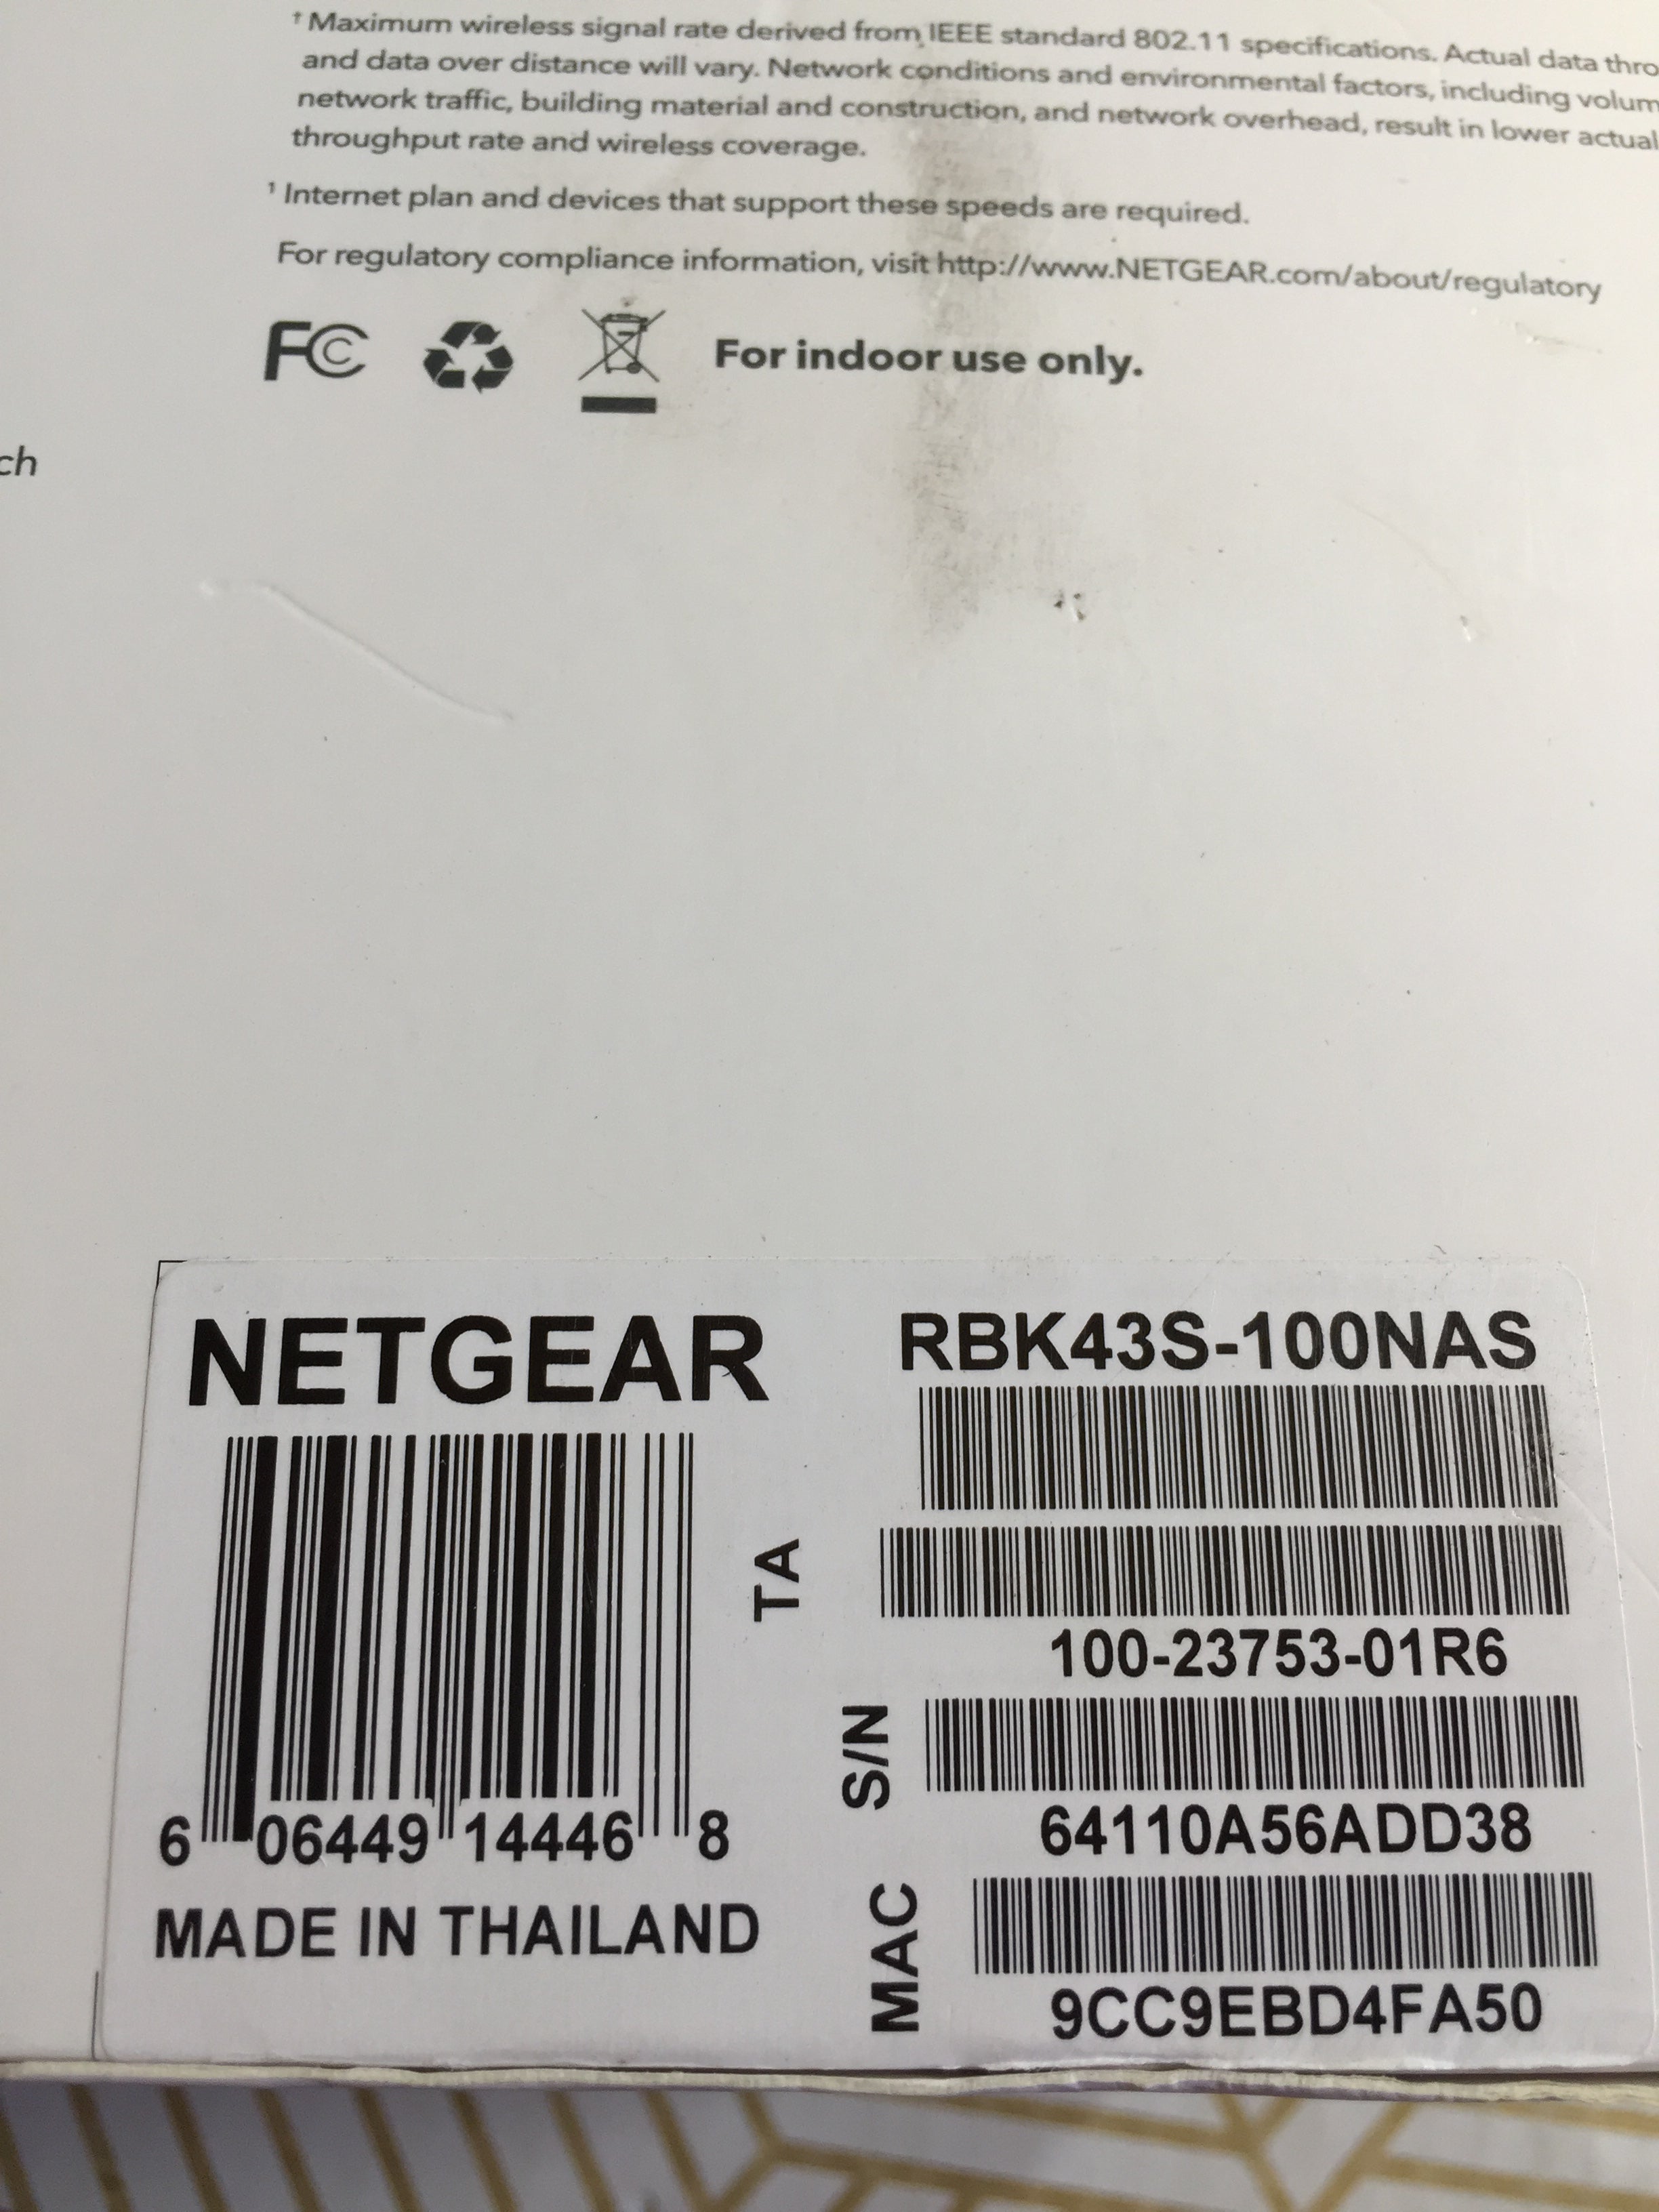 † Maximum wireless signal rate derived from IEEE standard 802.11 specifications. Actual data thro
and data over distance will vary. Network conditions and environmental factors, including volum
network traffic, building material and construction, and network overhead, result in lower actual
throughput rate and wireless coverage.
¹ Internet plan and devices that support these speeds are required.
For regulatory compliance information, visit http://www.NETGEAR.com/about/regulatory
FC For indoor use only.
ch
NETGEAR
RBK43S-100NAS
TA
100-23753-01R6
S/N
64110A56ADD38
6 06449 14446 8
MAC
9CC9EBD4FA50
MADE IN THAILAND